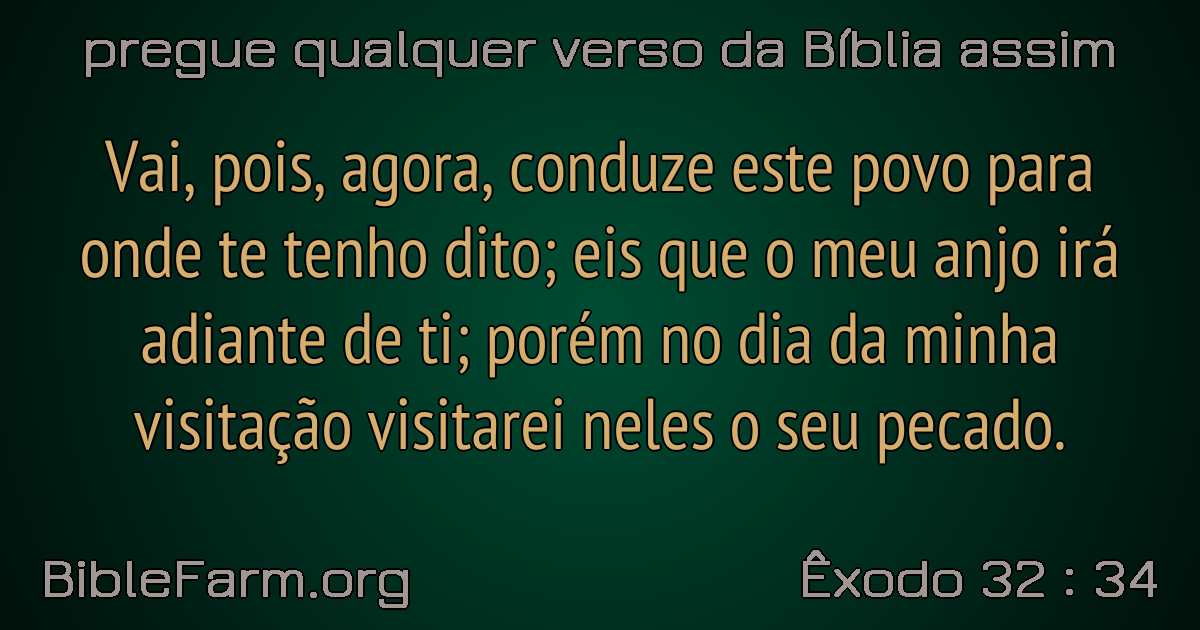 pregue qualquer verso da Bíblia assim
Vai, pois, agora, conduze este povo para
onde te tenho dito; eis que o meu anjo irá
adiante de ti; porém no dia da minha
visitação visitarei neles o seu pecado.
BibleFarm.org
Êxodo 32 : 34